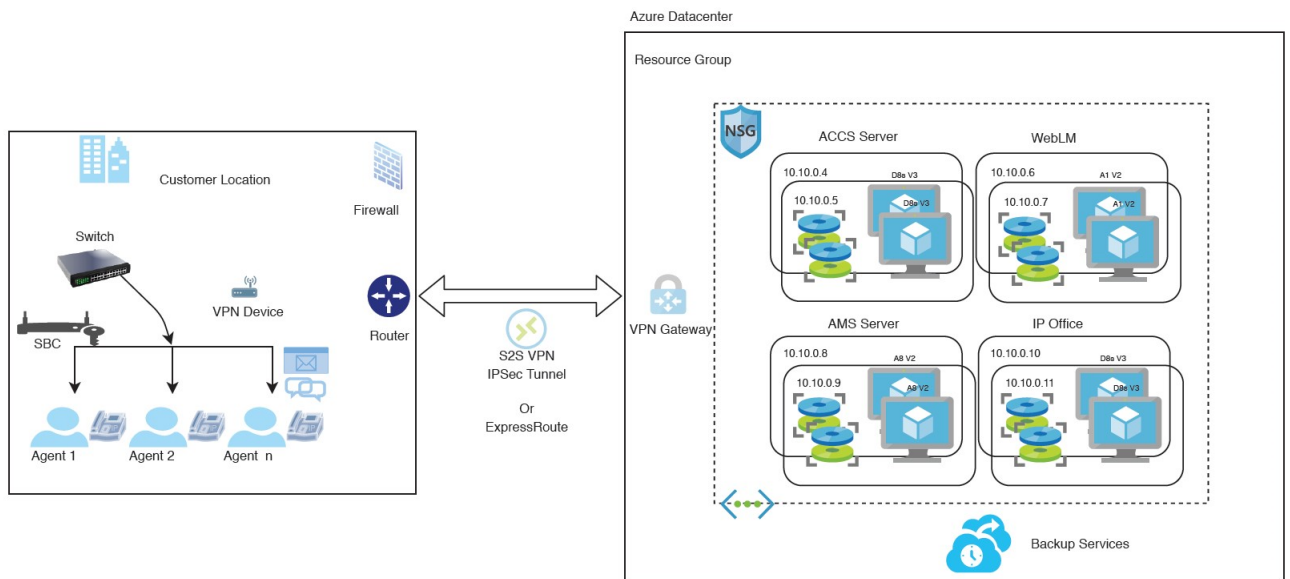 Azure Datacenter
Resource Group
NSG
ACCS Server
WebLM
10.10.0.4
D8s V3
10.10.0.5
D8s V3
10.10.0.6
A1 V2
10.10.0.7
A1 V2
Customer Location
Firewall
Switch
VPN Device
SBC
Router
S2S VPN
IPSec Tunnel
Or
ExpressRoute
VPN Gateway
AMS Server
IP Office
10.10.0.8
A8 V2
10.10.0.9
A8 V2
10.10.0.10
D8s V3
10.10.0.11
D8s V3
Agent 1
Agent 2
Agent n
Backup Services